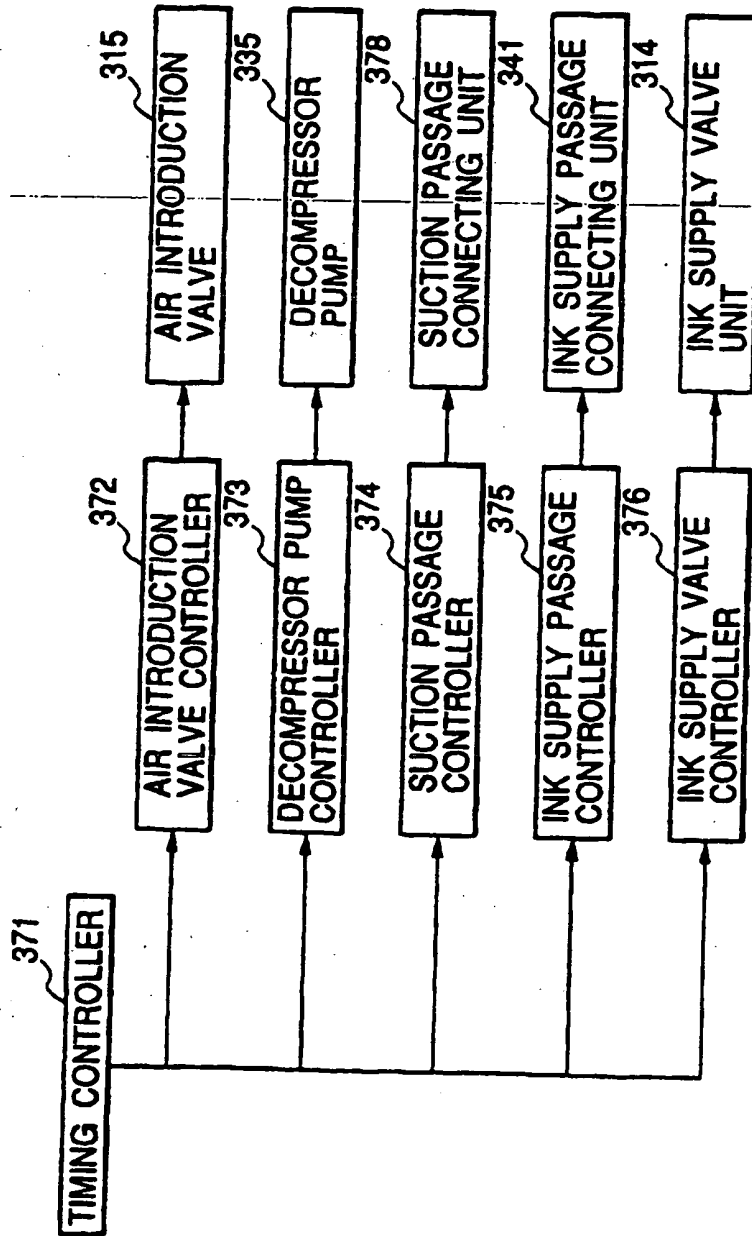 371
TIMING CONTROLLER
372
AIR INTRODUCTION
VALVE CONTROLLER
315
AIR INTRODUCTION
VALVE
373
DECOMPRESSOR PUMP
CONTROLLER
335
DECOMPRESSOR
PUMP
374
SUCTION PASSAGE
CONTROLLER
378
SUCTION PASSAGE
CONNECTING UNIT
375
INK SUPPLY PASSAGE
CONTROLLER
341
INK SUPPLY PASSAGE
CONNECTING UNIT
376
INK SUPPLY VALVE
CONTROLLER
314
INK SUPPLY VALVE
UNIT